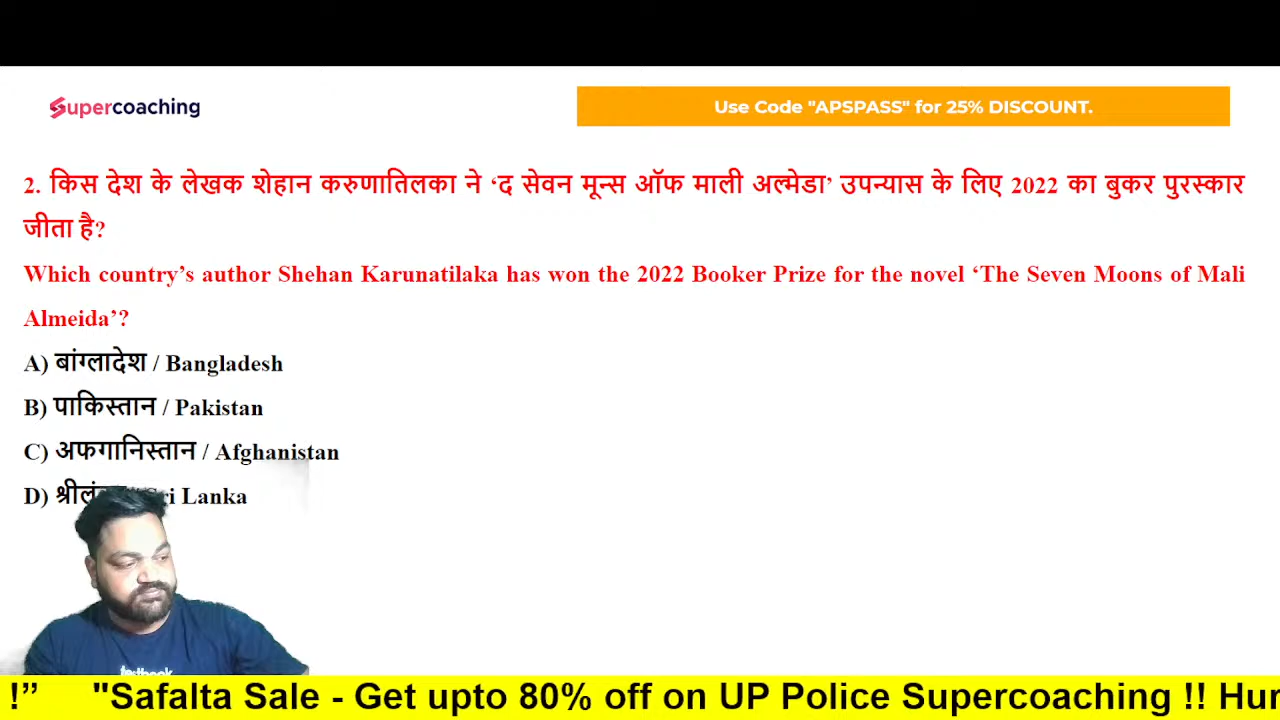 Supercoaching
Use Code "APSPASS" for 25% DISCOUNT.
2. किस देश के लेखक शेहान करुणातिलका ने ‘द सेवन मून्स ऑफ माली अल्मेडा’ उपन्यास के लिए 2022 का बुकर पुरस्कार
जीता है?
Which country’s author Shehan Karunatilaka has won the 2022 Booker Prize for the novel ‘The Seven Moons of Mali
Almeida’?
A) बांग्लादेश / Bangladesh
B) पाकिस्तान / Pakistan
C) अफगानिस्तान / Afghanistan
D) Lanka
!” "Safalta Sale - Get upto 80% off on UP Police Supercoaching !!